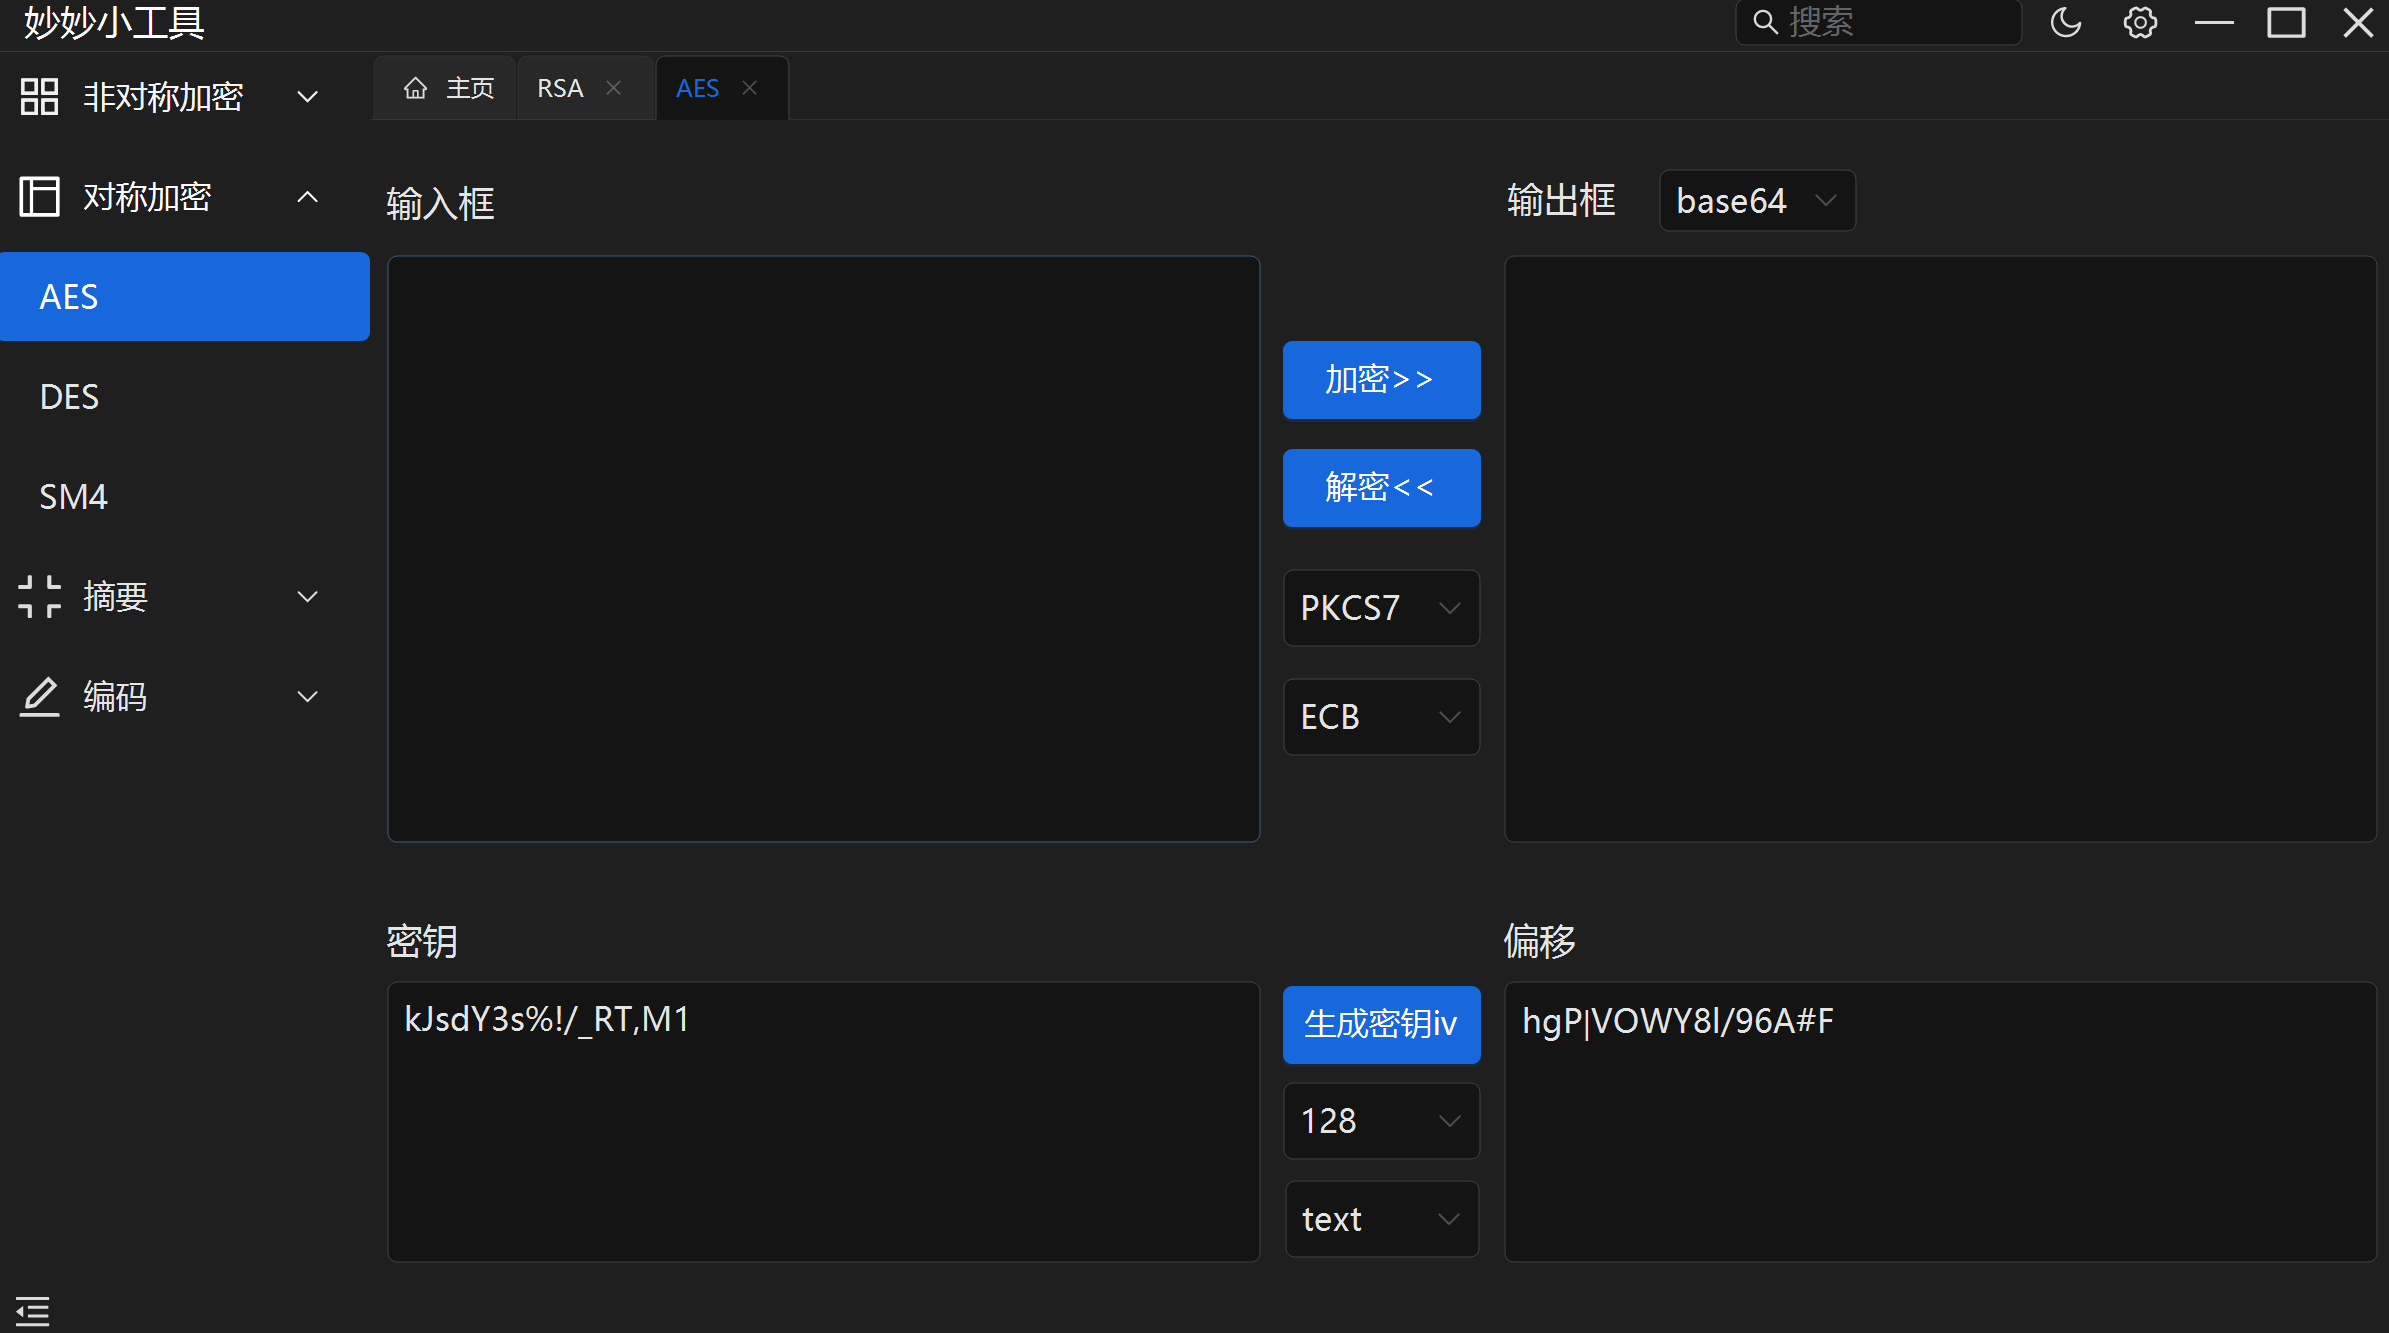 妙妙小工具
搜索
非对称加密
对称加密
AES
DES
SM4
摘要
编码
主页
RSA
AES
输入框
输出框
base64
加密>>
解密<<
PKCS7
ECB
密钥
偏移
kJsdY3s%!/_RT,M1
生成密钥iv
128
text
hgP|VOWY8l/96A#F